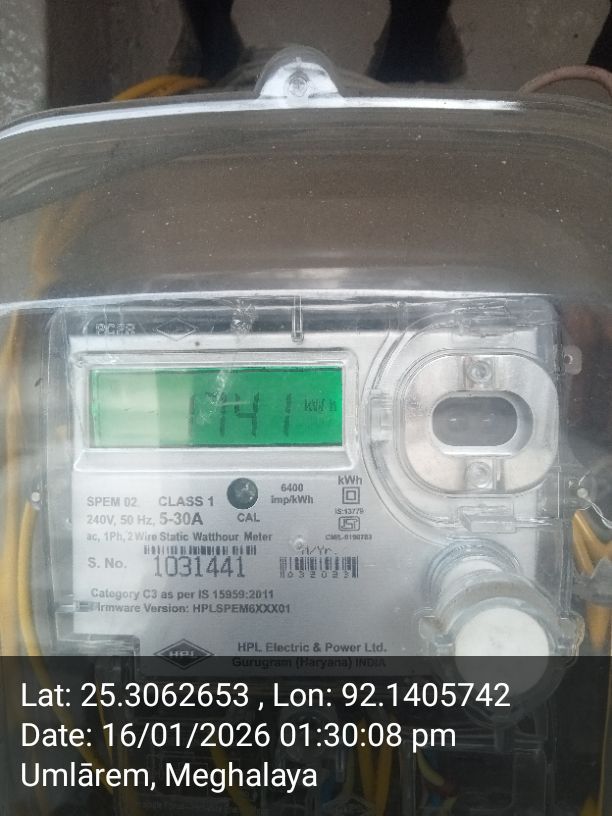 HPL
kWh
SPEM 02
CLASS 1
6400
imp/kWh
kWh
240V, 50 Hz, 5-30A
CAL
IS:13779
ac, 1Ph, 2 Wire Static Watthour Meter
S. No. 1031441
Category C3 as per IS 15959:2011
Firmware Version: HPLSPEM6XXX01
HPL
HPL Electric & Power Ltd.
Gurugram (Haryana) INDIA
Lat: 25.3062653 , Lon: 92.1405742
Date: 16/01/2026 01:30:08 pm
Umlārem, Meghalaya